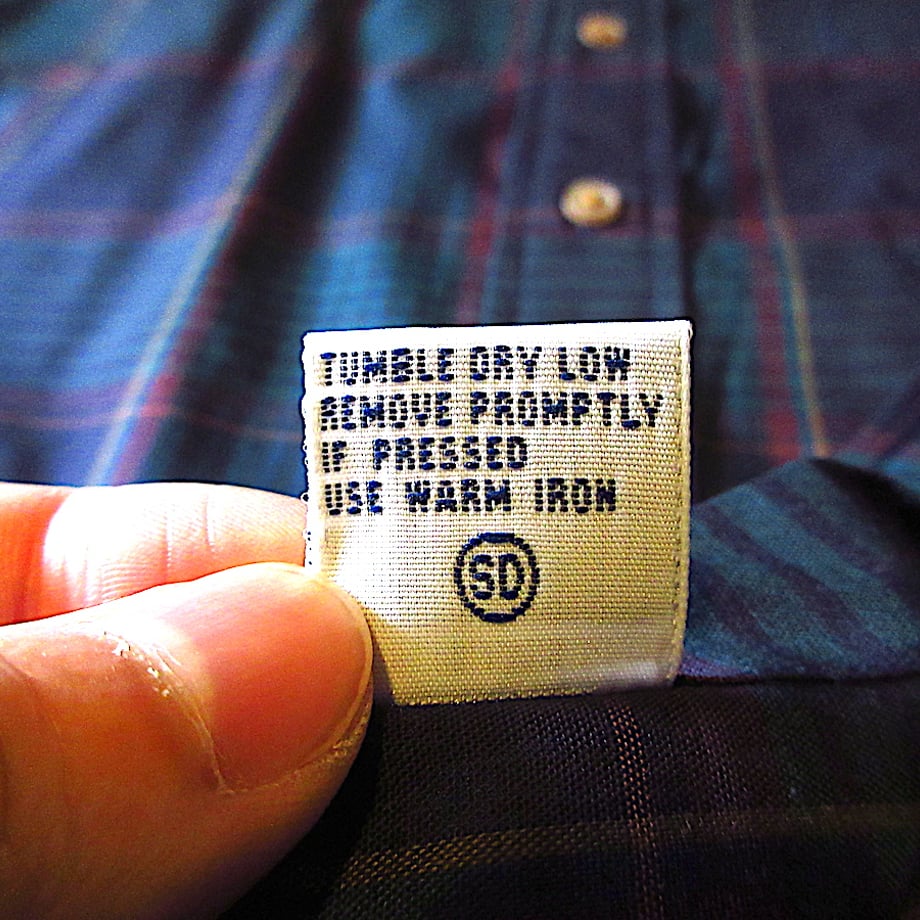 TUMBLE DRY LOW
REMOVE PROMPTLY
IF PRESSED
USE WARM IRON
SD